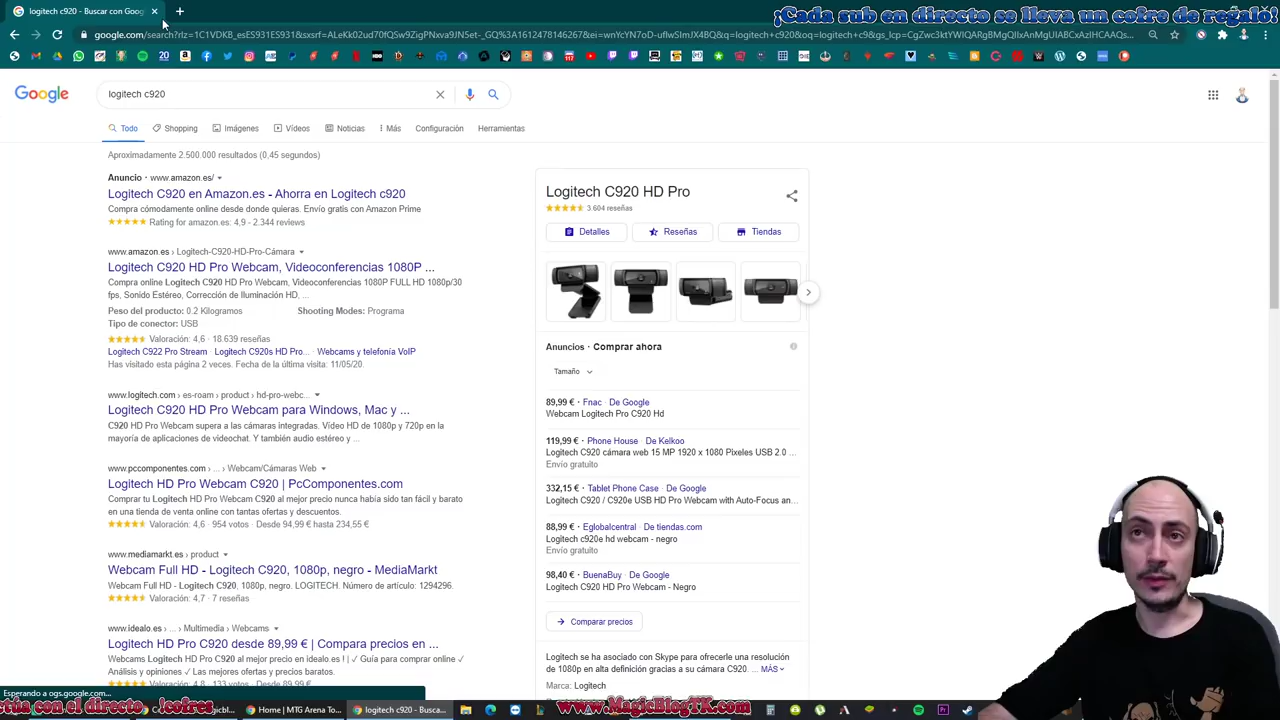 logitech c920 - Buscar con Goog
¡Cada sub en directo se lleva un cofre de regalo!
google.com/search?rlz=1C1VDKB_esES931ES931&sxsrf=ALeKk02ud70fQSw9ZigPnxva9JN5et-_GQ%3A1612478146267&ei=wnYcYN7oD-uflwSImJX4BQ&q=logitech+c920&oq=logitech+c920&gs_lcp=CgZwc3ktYWlQARgBMgQIIxAnMgUIABCxAzIHCAAQsQ...
Google
logitech c920
Todo
Shopping
Imágenes
Vídeos
Noticias
Más
Configuración
Herramientas
Aproximadamente 2.500.000 resultados (0,45 segundos)
Anuncio · www.amazon.es/
Logitech C920 en Amazon.es - Ahorra en Logitech c920
Compra cómodamente online desde donde quieras. Envío gratis con Amazon Prime
Rating for amazon.es: 4,9 - 2.344 reviews
www.amazon.es › Logitech-C920-HD-Pro-Cámara
Logitech C920 HD Pro Webcam, Videoconferencias 1080P ...
Compra online Logitech C920 HD Pro Webcam, Videoconferencias 1080P FULL HD 1080p/30
fps, Sonido Estéreo, Corrección de Iluminación HD, ...
Peso del producto: 0.2 Kilogramos
Shooting Modes: Programa
Tipo de conector: USB
Valoración: 4,6 · 18.639 reseñas
Logitech C922 Pro Stream · Logitech C920s HD Pro... · Webcams y telefonía VoIP
Has visitado esta página 2 veces. Fecha de la última visita: 11/05/20.
www.logitech.com › es-roam › product › hd-pro-webc...
Logitech C920 HD Pro Webcam para Windows, Mac y ...
C920 HD Pro Webcam supera a las cámaras integradas. Vídeo HD de 1080p y 720p en la
mayoría de aplicaciones de videochat. Y también audio estéreo y ...
www.pccomponentes.com › ... › Webcam/Cámaras Web
Logitech HD Pro Webcam C920 | PcComponentes.com
Comprar tu Logitech HD Pro Webcam C920 al mejor precio nunca había sido tan fácil y barato
en una tienda de venta online con tantas ofertas y descuentos.
Valoración: 4,6 · 954 votos · Desde 94,99 € hasta 234,55 €
www.mediamarkt.es › product
Webcam Full HD - Logitech C920, 1080p, negro - MediaMarkt
Webcam Full HD - Logitech C920, 1080p, negro. LOGITECH. Número de artículo: 1294296.
Valoración: 4,7 · 7 reseñas
www.idealo.es › ... › Multimedia › Webcams
Logitech HD Pro C920 desde 89,99 € | Compara precios en ...
Webcams Logitech HD Pro C920 al mejor precio en idealo.es ! | ✓ Guía para comprar online ✓
Análisis y opiniones ✓ Las mejores ofertas y precios baratos.
Valoración: 4,8 · 133 votos · Desde 89,99 €
Logitech C920 HD Pro
3.604 reseñas
Detalles
Reseñas
Tiendas
Anuncios · Comprar ahora
Tamaño
89,99 € · Fnac · De Google
Webcam Logitech Pro C920 Hd
119,99 € · Phone House · De Kelkoo
Logitech C920 cámara web 15 MP 1920 x 1080 Pixeles USB 2.0 ...
Envío gratuito
332,15 € · Tablet Phone Case · De Google
Logitech C920 / C920e USB HD Pro Webcam with Auto-Focus an...
88,99 € · Eglobalcentral · De tiendas.com
Logitech c920e hd webcam - negro
Envío gratuito
98,40 € · BuenaBuy · De Google
Logitech C920 HD Pro Webcam - Negro
Comparar precios
Logitech se ha asociado con Skype para ofrecerle una resolución
de 1080p en alta definición gracias a su cámara C920. ... MÁS
Marca: Logitech
Esperando a ogs.google.com...
túa con el directo - !cofres
Home | MTG Arena To...
logitech c920 - Busca...
www.MagicBlogTK.com